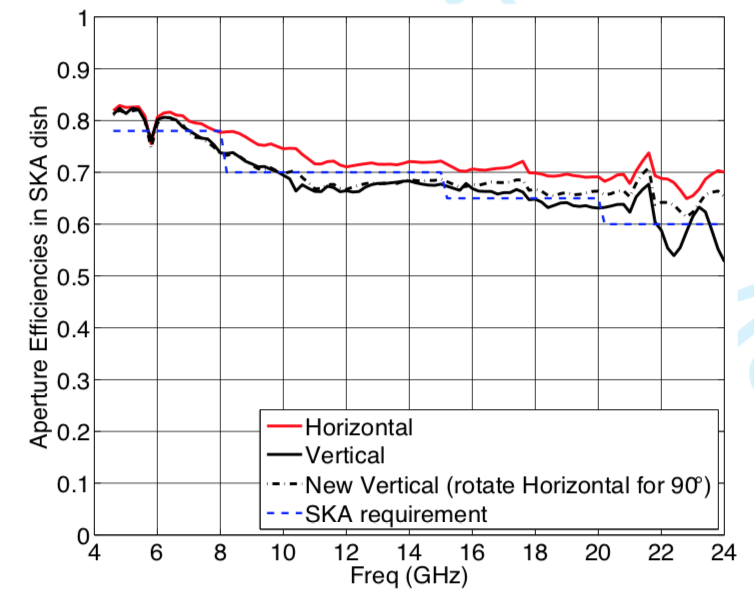 Aperture Efficiencies in SKA dish
1
0.9
0.8
0.7
0.6
0.5
0.4
0.3
0.2
0.1
0
Horizontal
Vertical
New Vertical (rotate Horizontal for 90°)
SKA requirement
4 6 8 10 12 14 16 18 20 22 24
Freq (GHz)